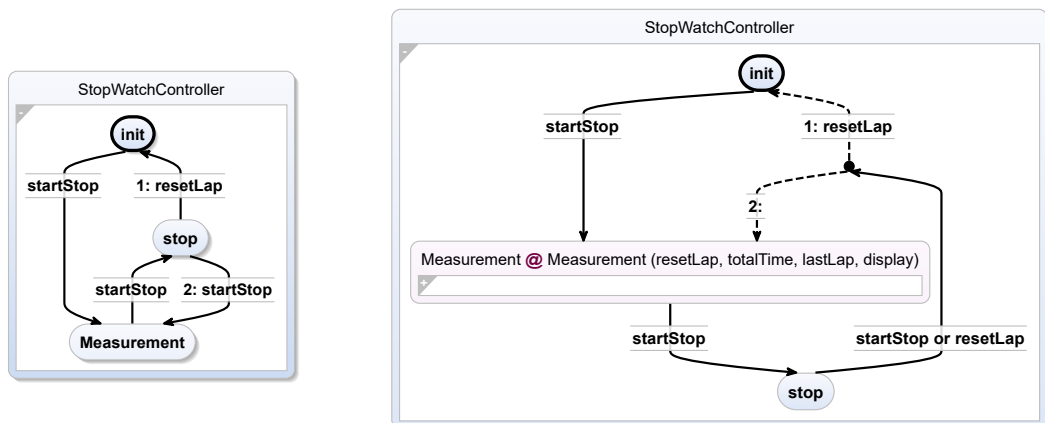 StopWatchController
-
init
startStop
1: resetLap
stop
startStop
2: startStop
Measurement
StopWatchController
-
init
startStop
1: resetLap
2:
Measurement @ Measurement (resetLap, totalTime, lastLap, display)
+
startStop
startStop or resetLap
stop